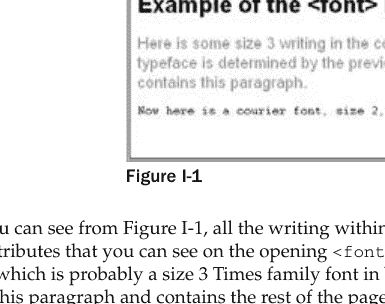 Example of the <font>
Here is some size 3 writing in the co
typeface is determined by the previ
contains this paragraph.
Now here is a courier font, size 2,
Figure I-1
u can see from Figure I-1, all the writing within
tributes that you can see on the opening <font
which is probably a size 3 Times family font in
his paragraph and contains the rest of the page